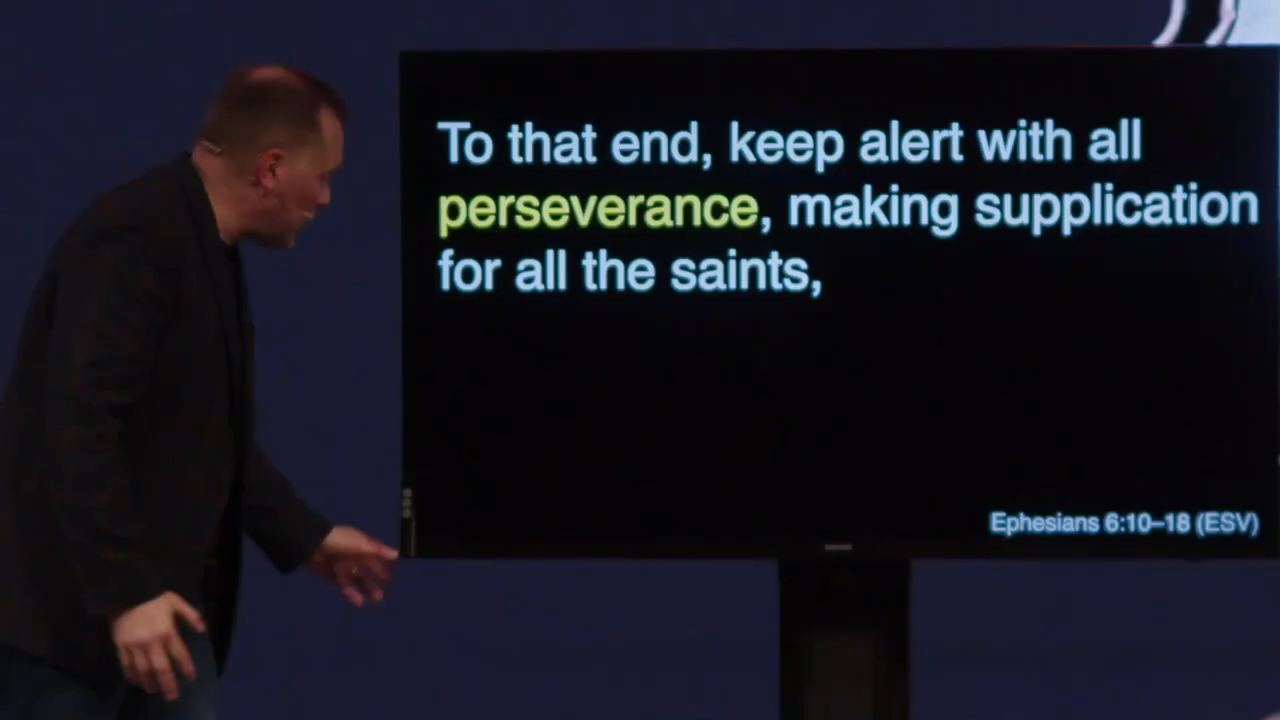 To that end, keep alert with all
perseverance, making supplication
for all the saints,
Ephesians 6:10–18 (ESV)